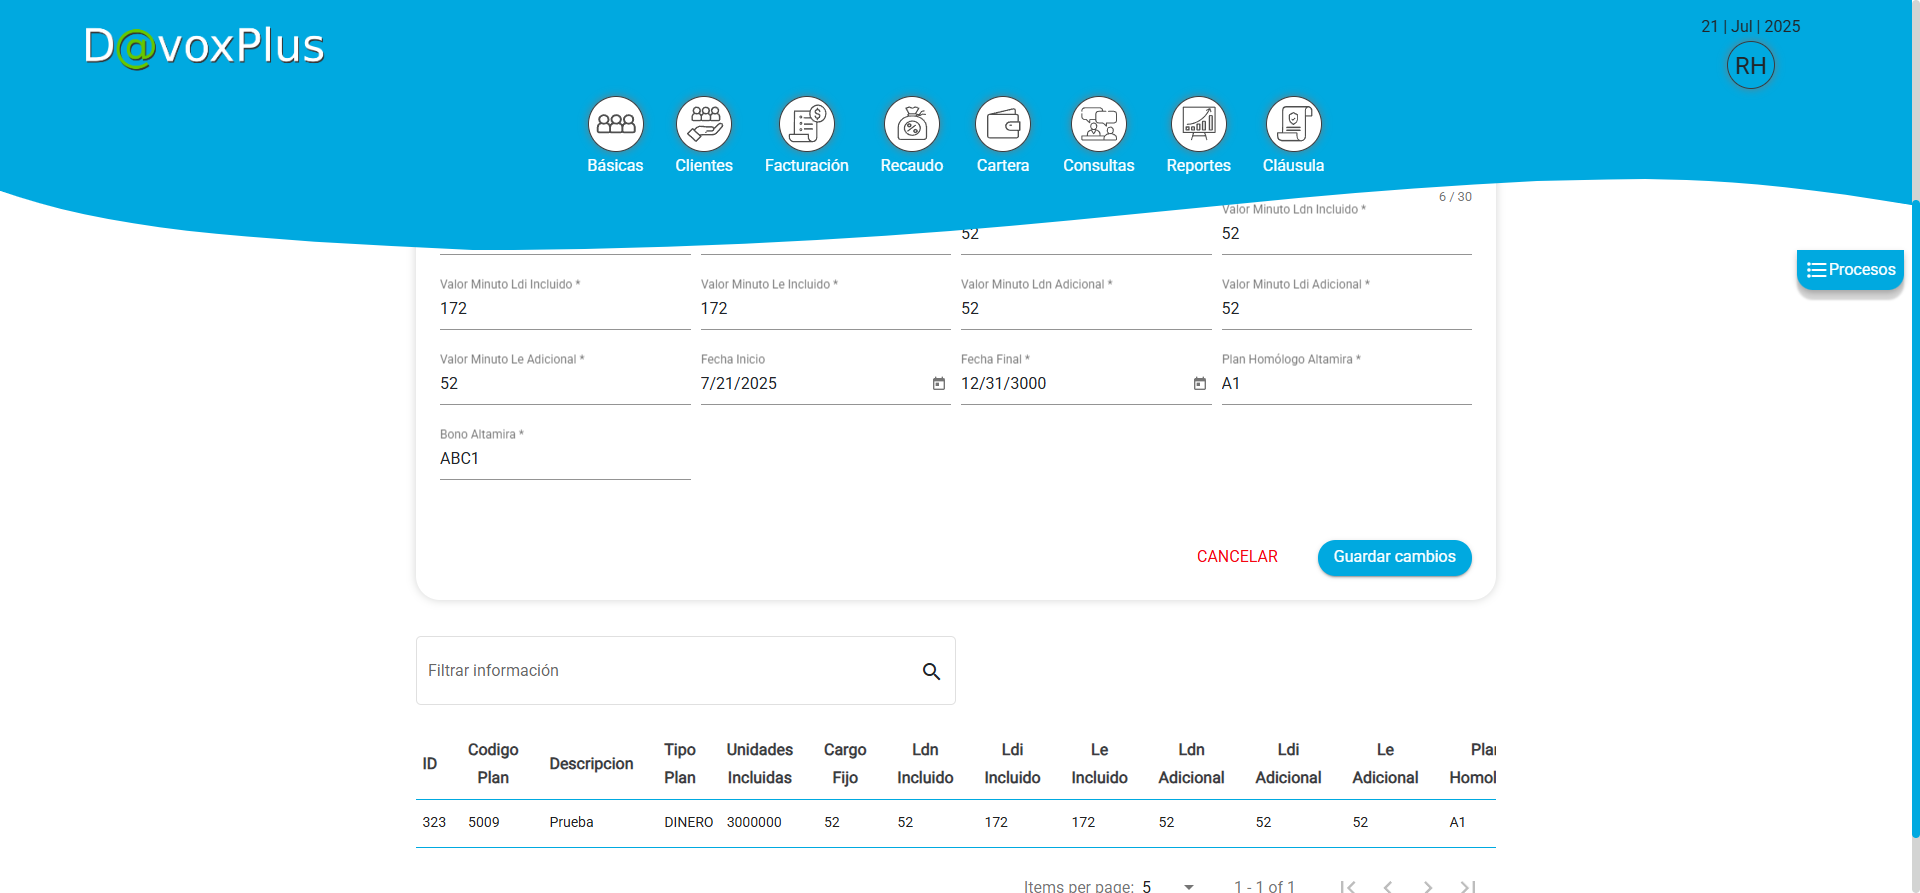 D@voxPlus
21 | Jul | 2025
RH
Básicas Clientes Facturación Recaudo Cartera Consultas Reportes Cláusula
6 / 30
Valor Minuto Ldn Incluido *
52 52
Procesos
Valor Minuto Ldi Incluido * Valor Minuto Le Incluido * Valor Minuto Ldn Adicional * Valor Minuto Ldi Adicional *
172 172 52 52
Valor Minuto Le Adicional * Fecha Inicio Fecha Final * Plan Homólogo Altamira *
52 7/21/2025 12/31/3000 A1
Bono Altamira *
ABC1
CANCELAR Guardar cambios
Filtrar información
ID Codigo Plan Descripcion Tipo Plan Unidades Incluidas Cargo Fijo Ldn Incluido Ldi Incluido Le Incluido Ldn Adicional Ldi Adicional Le Adicional
323 5009 Prueba DINERO 3000000 52 52 172 172 52 52 52 A1
Items per page: 5 1 - 1 of 1